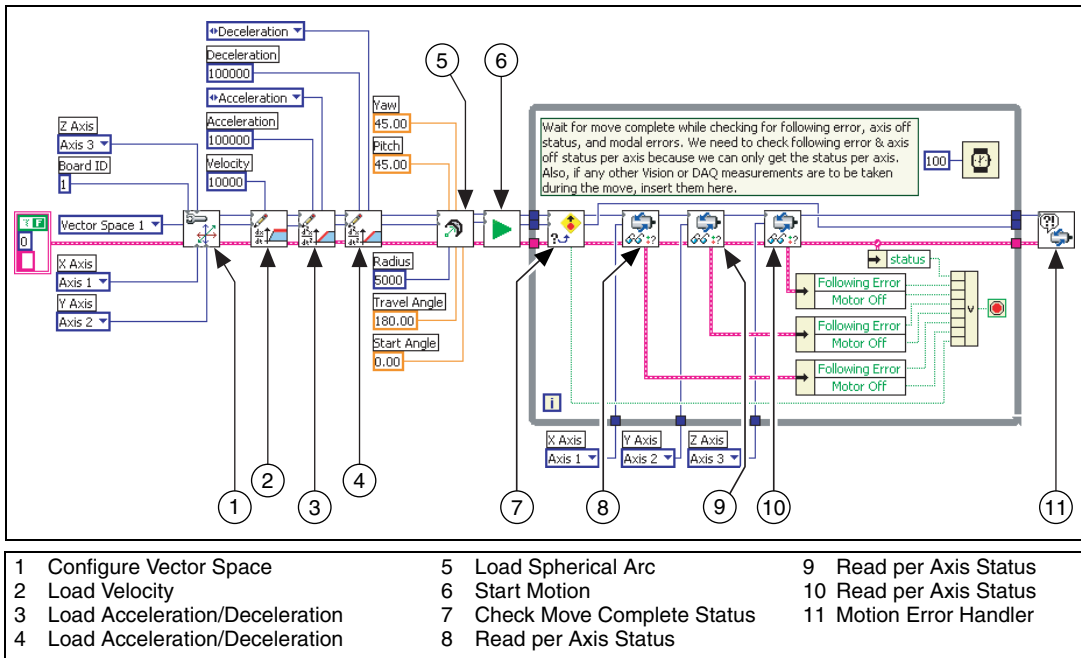 Deceleration
Deceleration
100000
Acceleration
Acceleration
100000
Velocity
10000
Z Axis
Axis 3
Board ID
1
Vector Space 1
F
0
X Axis
Axis 1
Y Axis
Axis 2
Yaw
45.00
Pitch
45.00
Radius
5000
Travel Angle
180.00
Start Angle
0.00
5
6
Wait for move complete while checking for following error, axis off
status, and modal errors. We need to check following error & axis
off status per axis because we can only get the status per axis.
Also, if any other Vision or DAQ measurements are to be taken
during the move, insert them here.
100
status
Following Error
Motor Off
Following Error
Motor Off
Following Error
Motor Off
i
X Axis
Axis 1
Y Axis
Axis 2
Z Axis
Axis 3
1
2
3
4
7
8
9
10
11
1 Configure Vector Space
2 Load Velocity
3 Load Acceleration/Deceleration
4 Load Acceleration/Deceleration
5 Load Spherical Arc
6 Start Motion
7 Check Move Complete Status
8 Read per Axis Status
9 Read per Axis Status
10 Read per Axis Status
11 Motion Error Handler